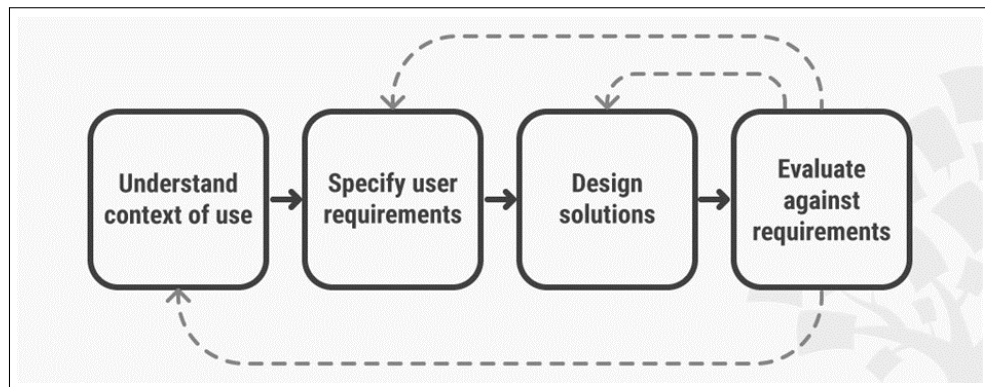 Understand
context of use
Specify user
requirements
Design
solutions
Evaluate
against
requirements